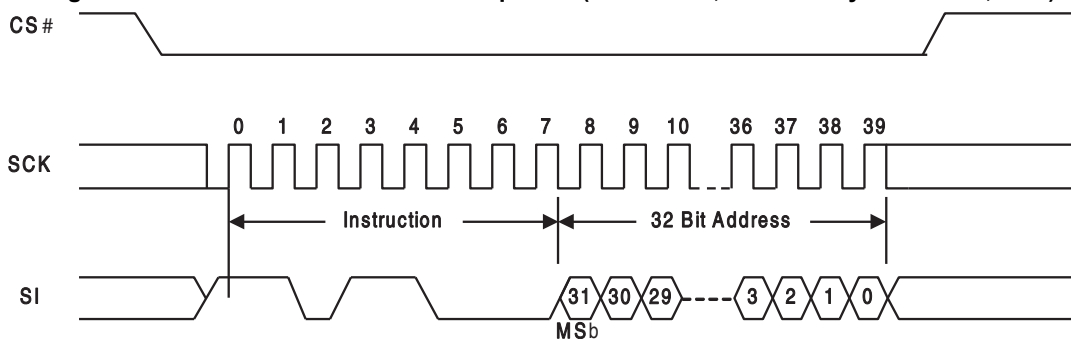 CS#
0 1 2 3 4 5 6 7 8 9 10 36 37 38 39
SCK
Instruction 32 Bit Address
SI 31 30 29 3 2 1 0
MSb